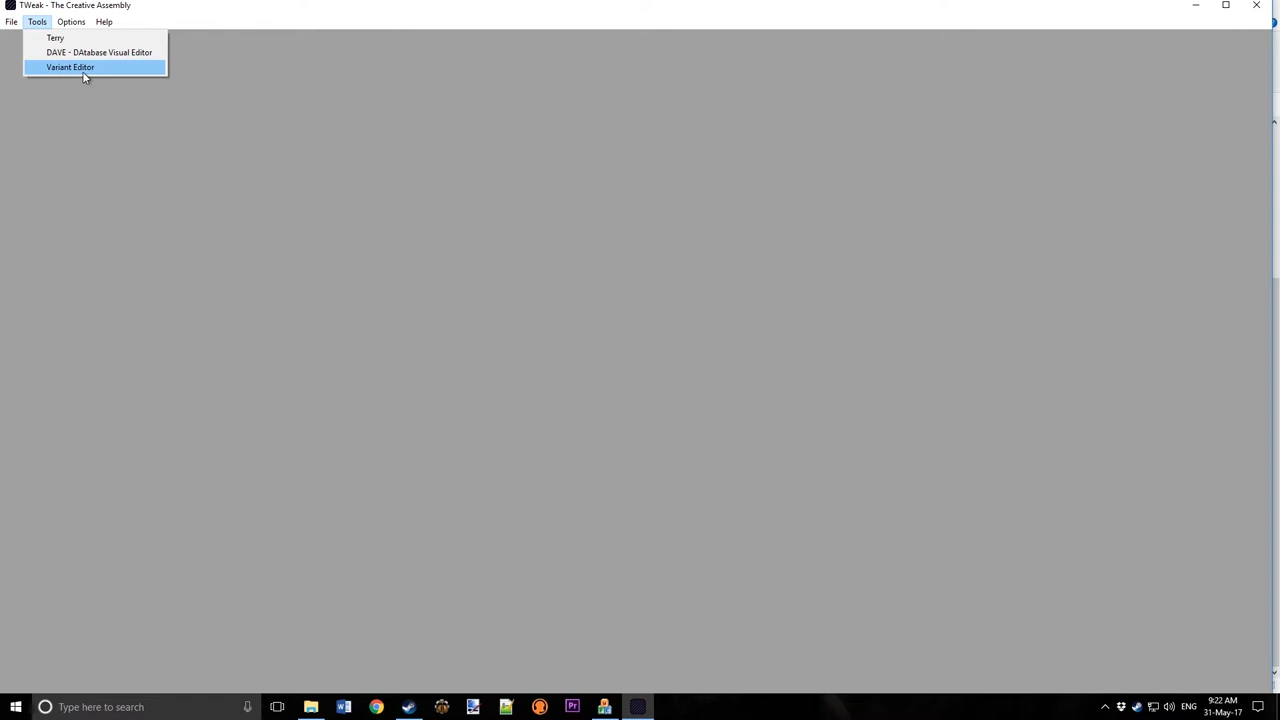 TWeak - The Creative Assembly
File Tools Options Help
Terry
DAVE - DAtabase Visual Editor
Variant Editor
Type here to search
Pr
ENG
9:22 AM
31-May-17